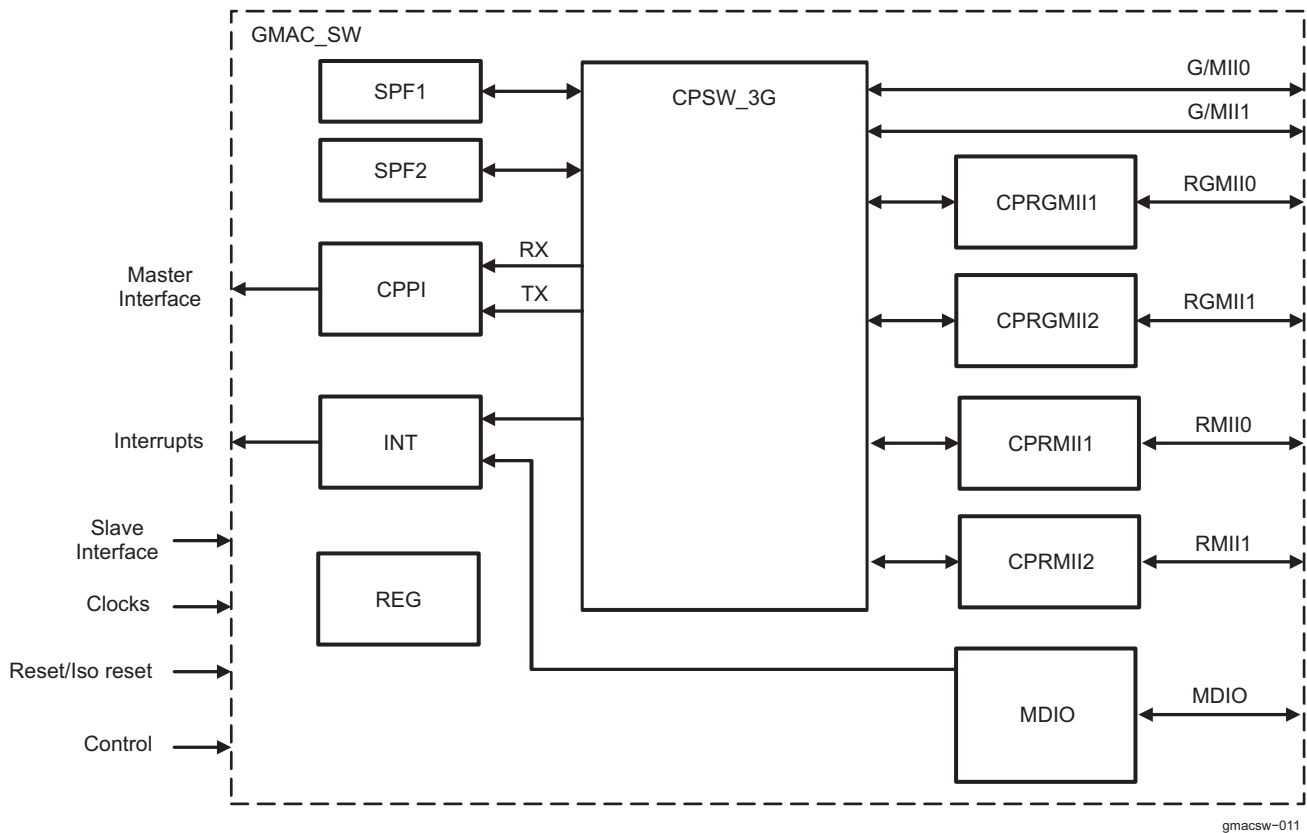 GMAC_SW
SPF1
CPSW_3G
G/MII0
G/MII1
SPF2
CPRGMII1
RGMII0
Master
Interface
CPPI
RX
TX
CPRGMII2
RGMII1
Interrupts
INT
CPRMII1
RMII0
Slave
Interface
CPRMII2
RMII1
Clocks
REG
Reset/Iso reset
Control
MDIO
MDIO
gmacsw−011